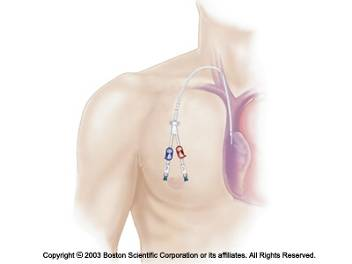 Copyright ⓒ 2003 Boston Scientific Corporation or its affiliates. All Rights Reserved.